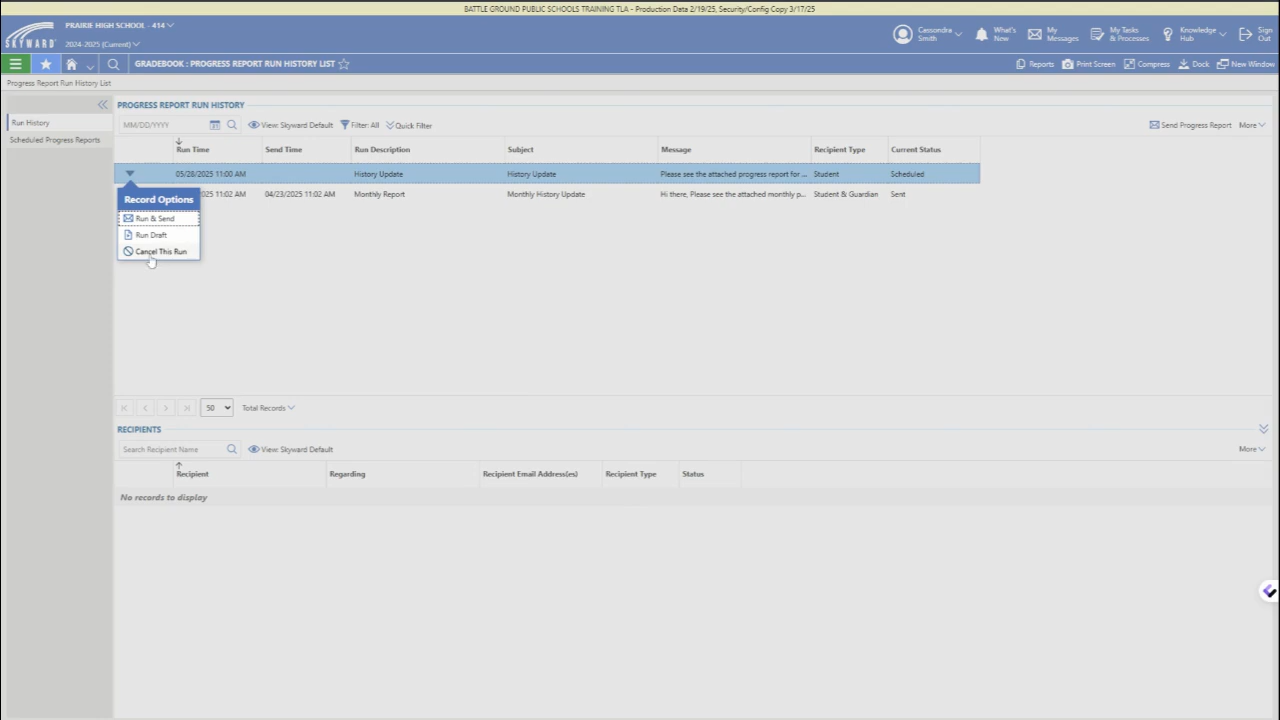 BATTLE GROUND PUBLIC SCHOOLS TRAINING TLA - Production Data 2/19/25, Security/Config Copy 3/17/25
SKYWARD
PRAIRIE HIGH SCHOOL - 414
2024-2025 (Current)
Cassondra Smith
What's New
My Messages
My Tasks & Processes
Knowledge Hub
Sign Out
GRADEBOOK : PROGRESS REPORT RUN HISTORY LIST
Reports
Print Screen
Compress
Dock
New Window
Progress Report Run History List
Run History
Scheduled Progress Reports
PROGRESS REPORT RUN HISTORY
MM/DD/YYYY
View: Skyward Default
Filter: All
Quick Filter
Send Progress Report
More
Run Time Send Time Run Description Subject Message Recipient Type Current Status
05/28/2025 11:00 AM History Update History Update Please see the attached progress report for ... Student Scheduled
2025 11:02 AM 04/23/2025 11:02 AM Monthly Report Monthly History Update Hi there, Please see the attached monthly p... Student & Guardian Sent
Record Options
Run & Send
Run Draft
Cancel This Run
50
Total Records
RECIPIENTS
Search Recipient Name
View: Skyward Default
More
Recipient Regarding Recipient Email Address(es) Recipient Type Status
No records to display